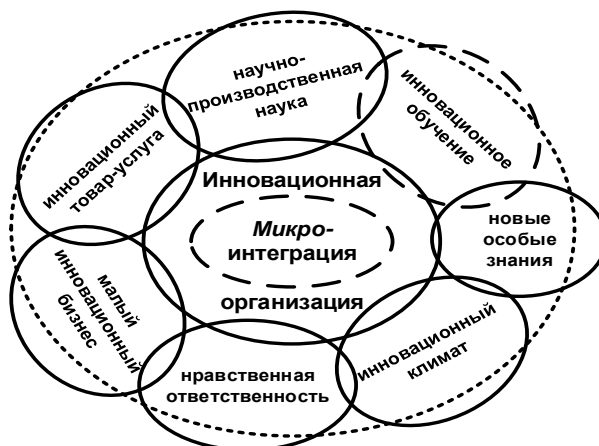 научно-
производственная
наука
инновационное
обучение
инновационный
товар-услуга
Инновационная
Микро-
интеграция
организация
новые
особые
знания
малый
инновационный
бизнес
нравственная
ответственность
инновационный
климат